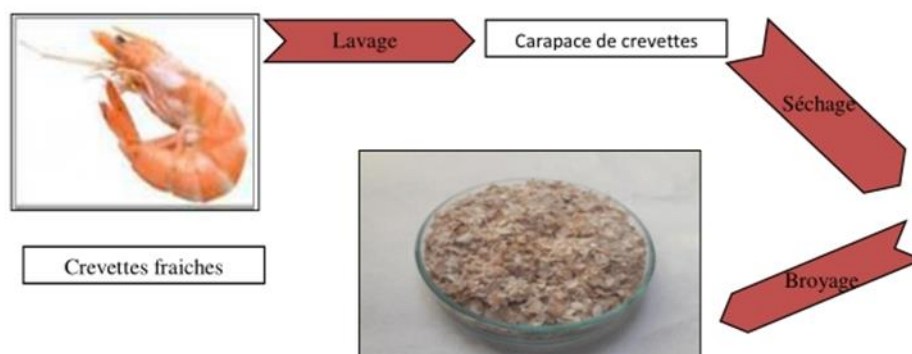 Lavage
Carapace de crevettes
Séchage
Crevettes fraiches
Broyage